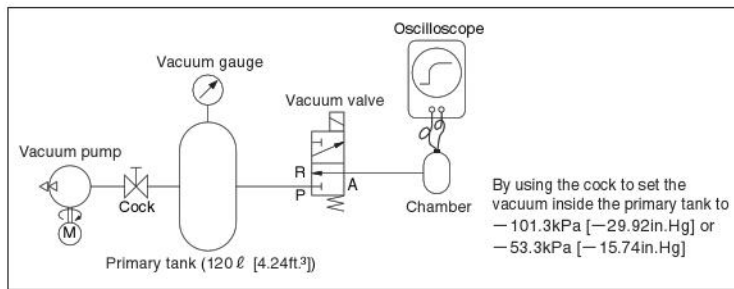 Oscilloscope
Vacuum gauge
Vacuum valve
Vacuum pump
R
A
P
Cock
M
Chamber
Primary tank (120ℓ [4.24ft.³])
By using the cock to set the
vacuum inside the primary tank to
−101.3kPa [−29.92in.Hg] or
−53.3kPa [−15.74in.Hg]